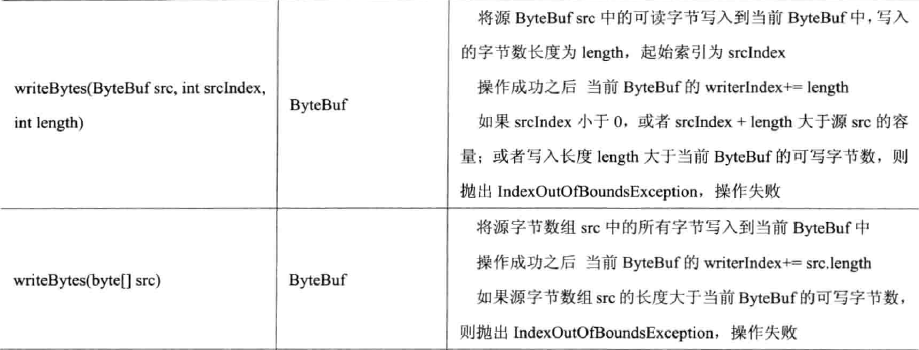 writeBytes(ByteBuf src, int srcIndex,
int length)
ByteBuf
将源 ByteBuf src 中的可读字节写入到当前 ByteBuf 中，写入
的字节数长度为 length，起始索引为 srcIndex
操作成功之后 当前 ByteBuf 的 writerIndex+= length
如果 srcIndex 小于 0，或者 srcIndex + length 大于源 src 的容
量；或者写入长度 length 大于当前 ByteBuf 的可写字节数，则
抛出 IndexOutOfBoundsException，操作失败
writeBytes(byte[] src)
ByteBuf
将源字节数组 src 中的所有字节写入到当前 ByteBuf 中
操作成功之后 当前 ByteBuf 的 writerIndex+= src.length
如果源字节数组 src 的长度大于当前 ByteBuf 的可写字节数，
则抛出 IndexOutOfBoundsException，操作失败